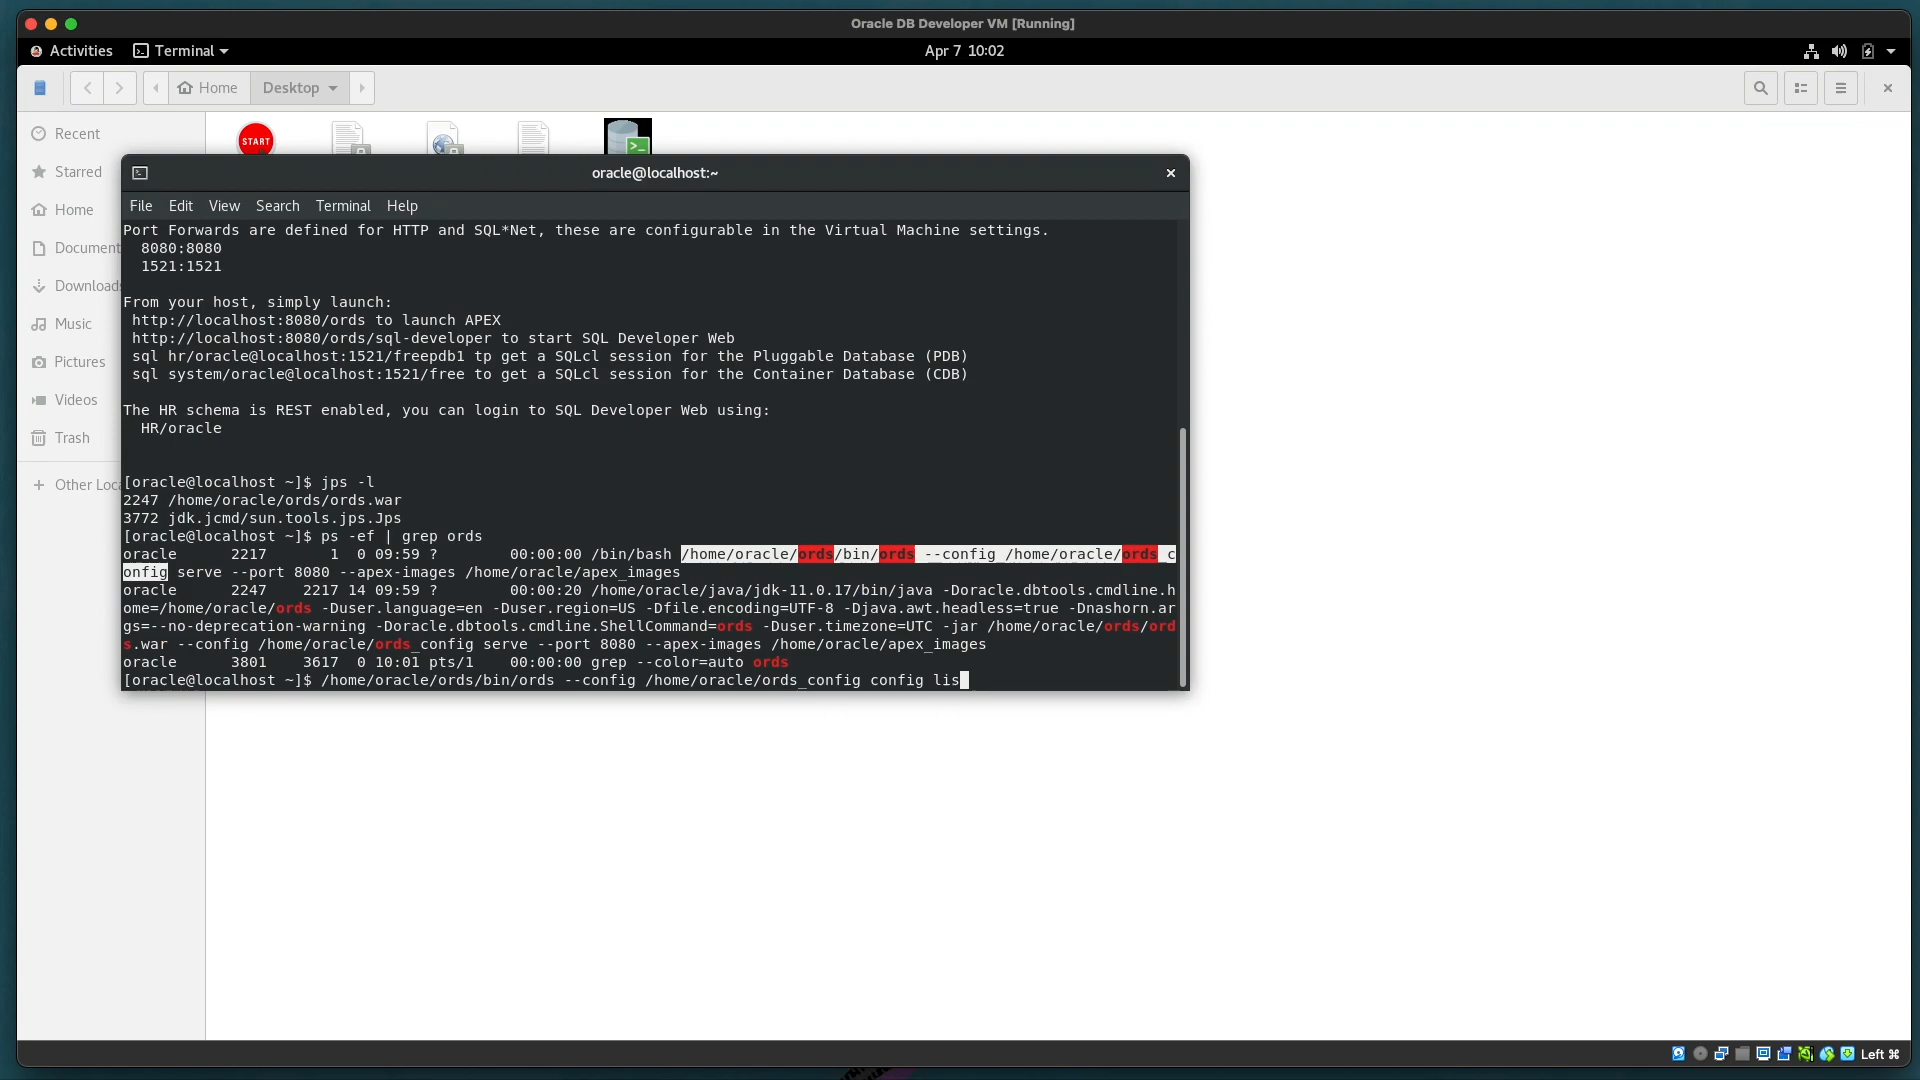 Oracle DB Developer VM [Running]
Activities
Terminal
Apr 7 10:02
Home
Desktop
Recent
Starred
Home
Document
Downloads
Music
Pictures
Videos
Trash
+ Other Loca
START
oracle@localhost:~
File Edit View Search Terminal Help
Port Forwards are defined for HTTP and SQL*Net, these are configurable in the Virtual Machine settings.
8080:8080
1521:1521
From your host, simply launch:
http://localhost:8080/ords to launch APEX
http://localhost:8080/ords/sql-developer to start SQL Developer Web
sql hr/oracle@localhost:1521/freepdb1 tp get a SQLcl session for the Pluggable Database (PDB)
sql system/oracle@localhost:1521/free to get a SQLcl session for the Container Database (CDB)
The HR schema is REST enabled, you can login to SQL Developer Web using:
HR/oracle
[oracle@localhost ~]$ jps -l
2247 /home/oracle/ords/ords.war
3772 jdk.jcmd/sun.tools.jps.Jps
[oracle@localhost ~]$ ps -ef | grep ords
oracle 2217 1 0 09:59 ? 00:00:00 /bin/bash /home/oracle/ords/bin/ords --config /home/oracle/ords_c
onfig serve --port 8080 --apex-images /home/oracle/apex_images
oracle 2247 2217 14 09:59 ? 00:00:20 /home/oracle/java/jdk-11.0.17/bin/java -Doracle.dbtools.cmdline.h
ome=/home/oracle/ords -Duser.language=en -Duser.region=US -Dfile.encoding=UTF-8 -Djava.awt.headless=true -Dnashorn.ar
gs=--no-deprecation-warning -Doracle.dbtools.cmdline.ShellCommand=ords -Duser.timezone=UTC -jar /home/oracle/ords/ord
s.war --config /home/oracle/ords_config serve --port 8080 --apex-images /home/oracle/apex_images
oracle 3801 3617 0 10:01 pts/1 00:00:00 grep --color=auto ords
[oracle@localhost ~]$ /home/oracle/ords/bin/ords --config /home/oracle/ords_config config lis
Left ⌘